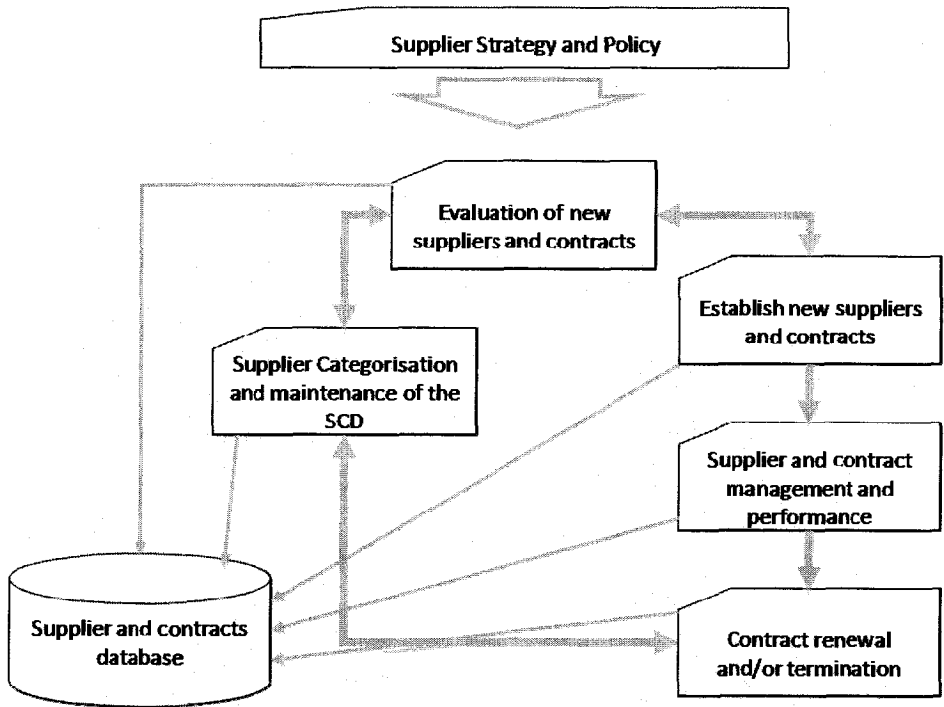 Supplier Strategy and Policy
Evaluation of new
suppliers and contracts
Establish new suppliers
and contracts
Supplier Categorisation
and maintenance of the
SCD
Supplier and contract
management and
performance
Supplier and contracts
database
Contract renewal
and/or termination